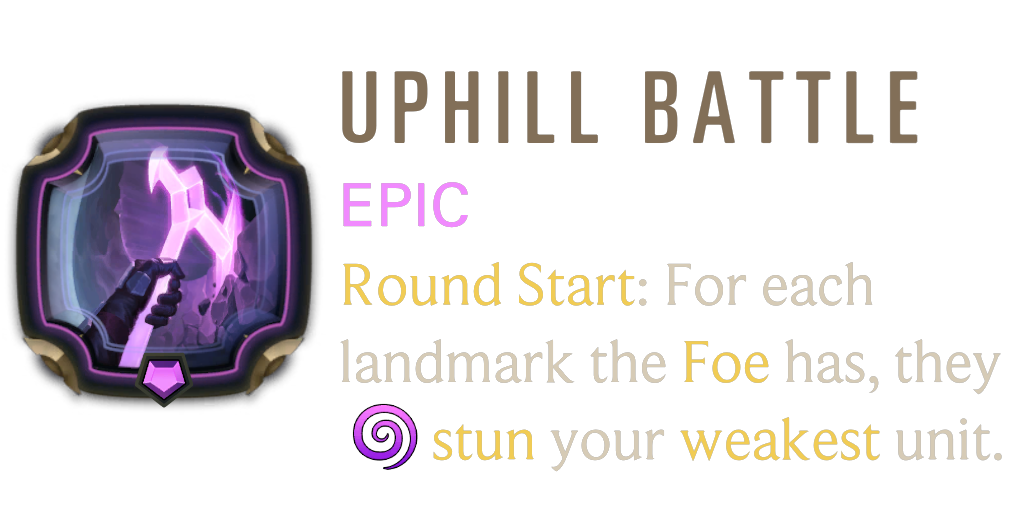 UPHILL BATTLE
EPIC
Round Start: For each
landmark the Foe has, they
stun your weakest unit.